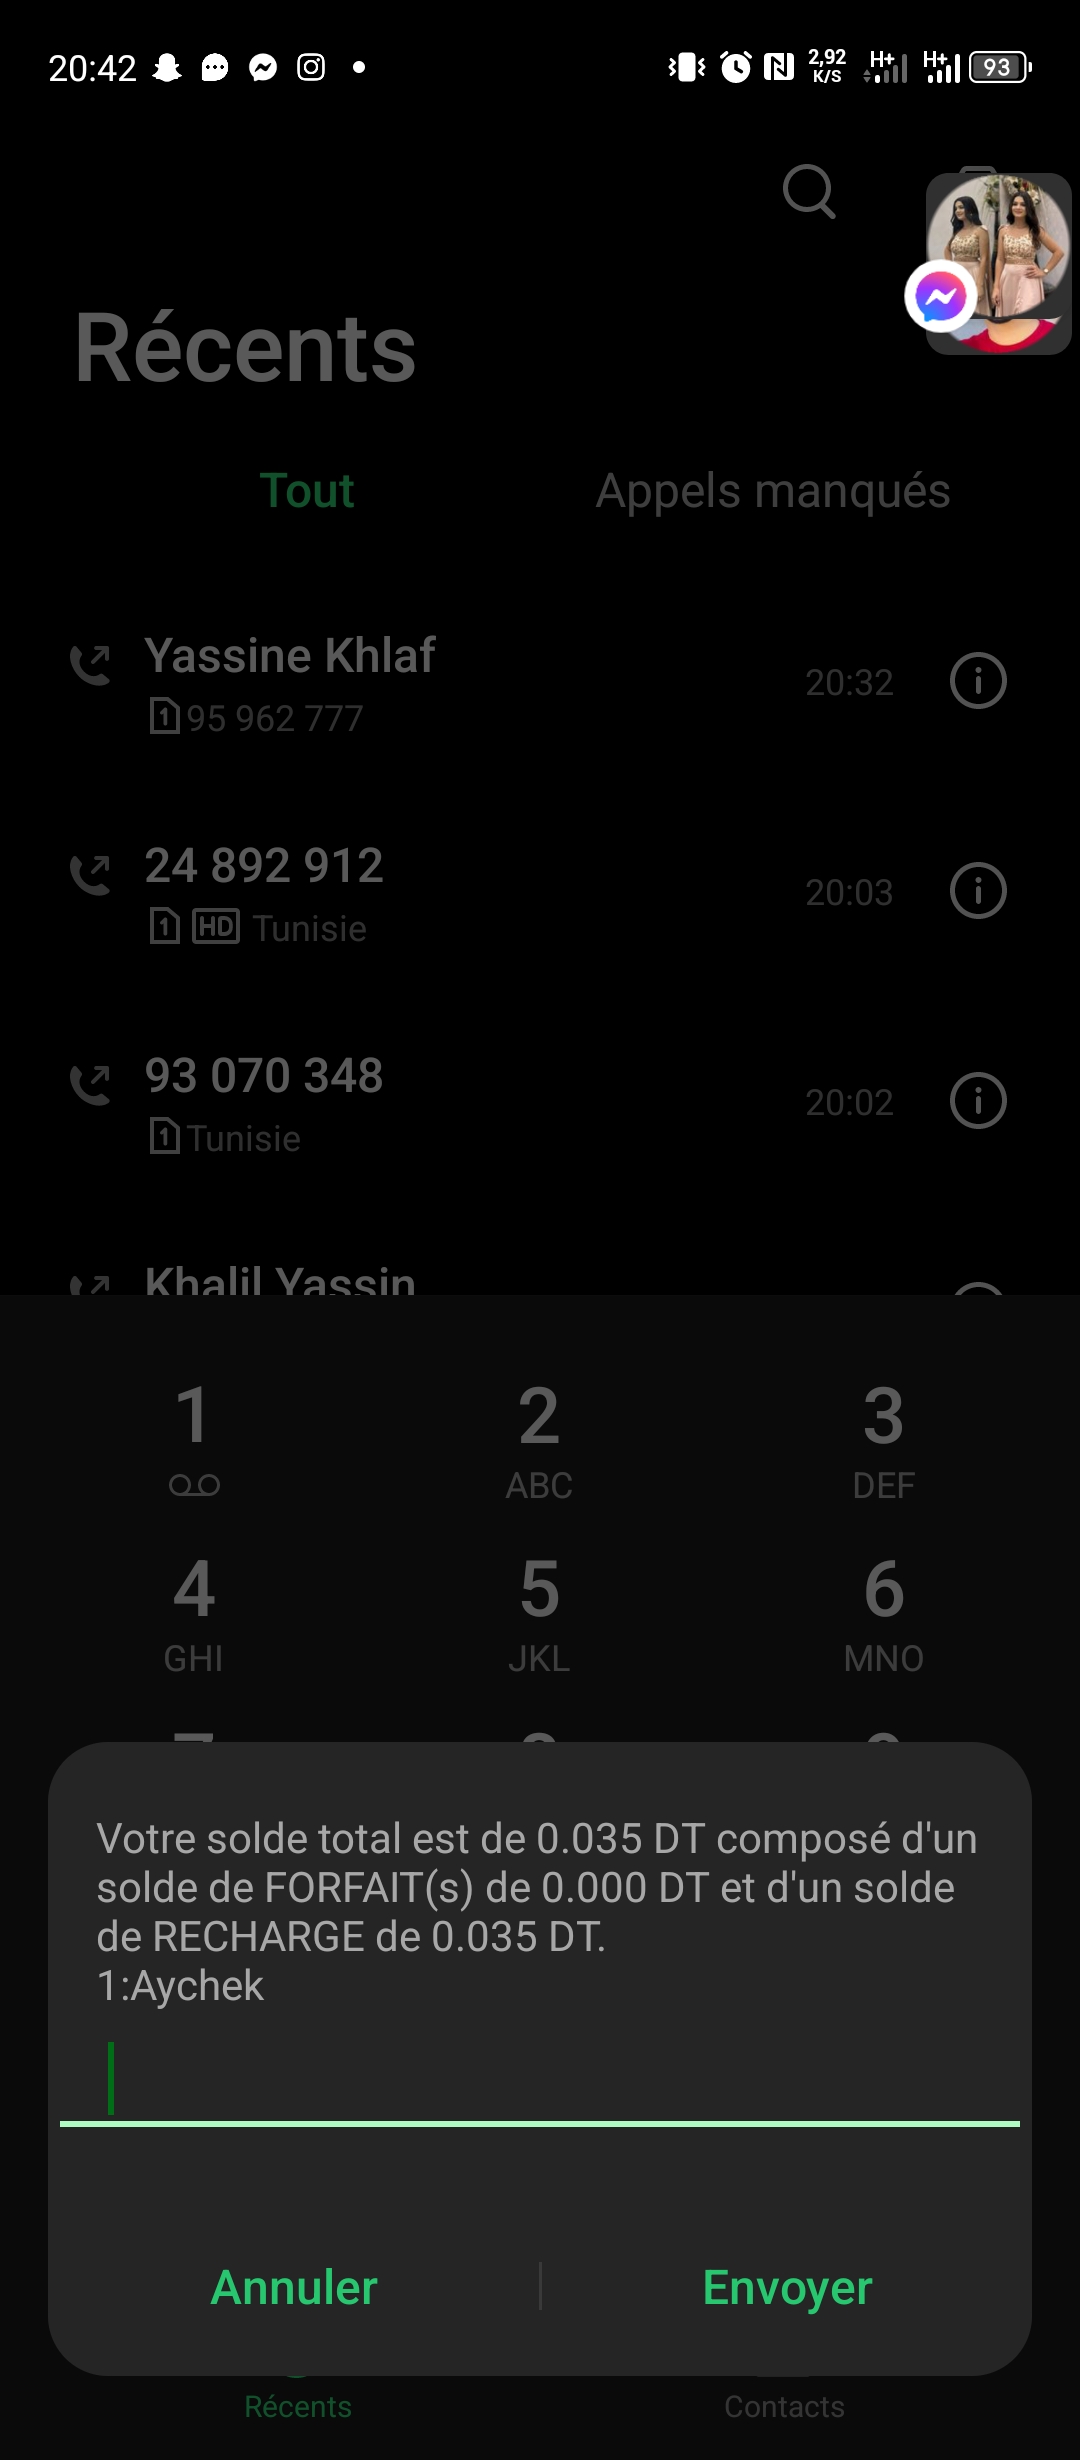 20:42
2,92
K/S
H+
H+
93
Récents
Tout
Appels manqués
Yassine Khlaf
20:32
1 95 962 777
24 892 912
20:03
1 HD Tunisie
93 070 348
20:02
1 Tunisie
Khalil Yassin
1
2
3
ABC
DEF
4
5
6
GHI
JKL
MNO
Votre solde total est de 0.035 DT composé d'un
solde de FORFAIT(s) de 0.000 DT et d'un solde
de RECHARGE de 0.035 DT.
1:Aychek
Annuler
Envoyer
Récents
Contacts